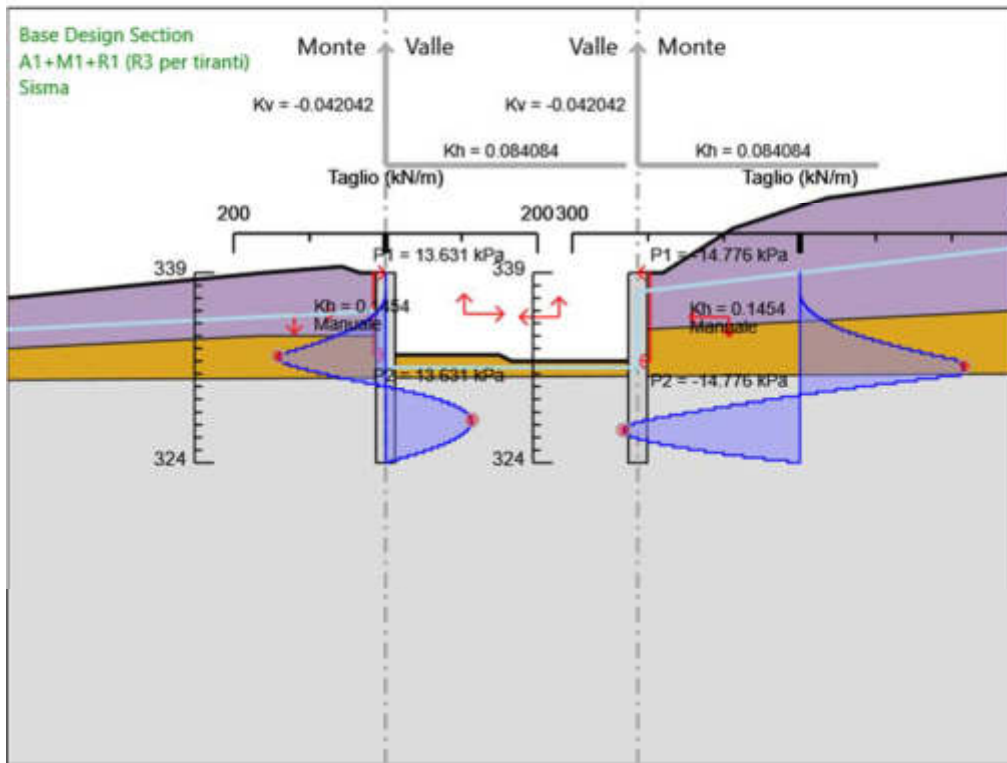 Base Design Section
A1+M1+R1 (R3 per tiranti)
Sisma
Monte Valle Valle Monte
Kv = -0.042042 Kv = -0.042042
Kh = 0.084084 Kh = 0.084084
Taglio (kN/m) Taglio (kN/m)
200 200 300
P1 = 13.631 kPa P1 = -14.776 kPa
339 339
Kh = 0.1454 Kh = 0.1454
Manuale Manuale
P2 = 13.631 kPa P2 = -14.776 kPa
324 324